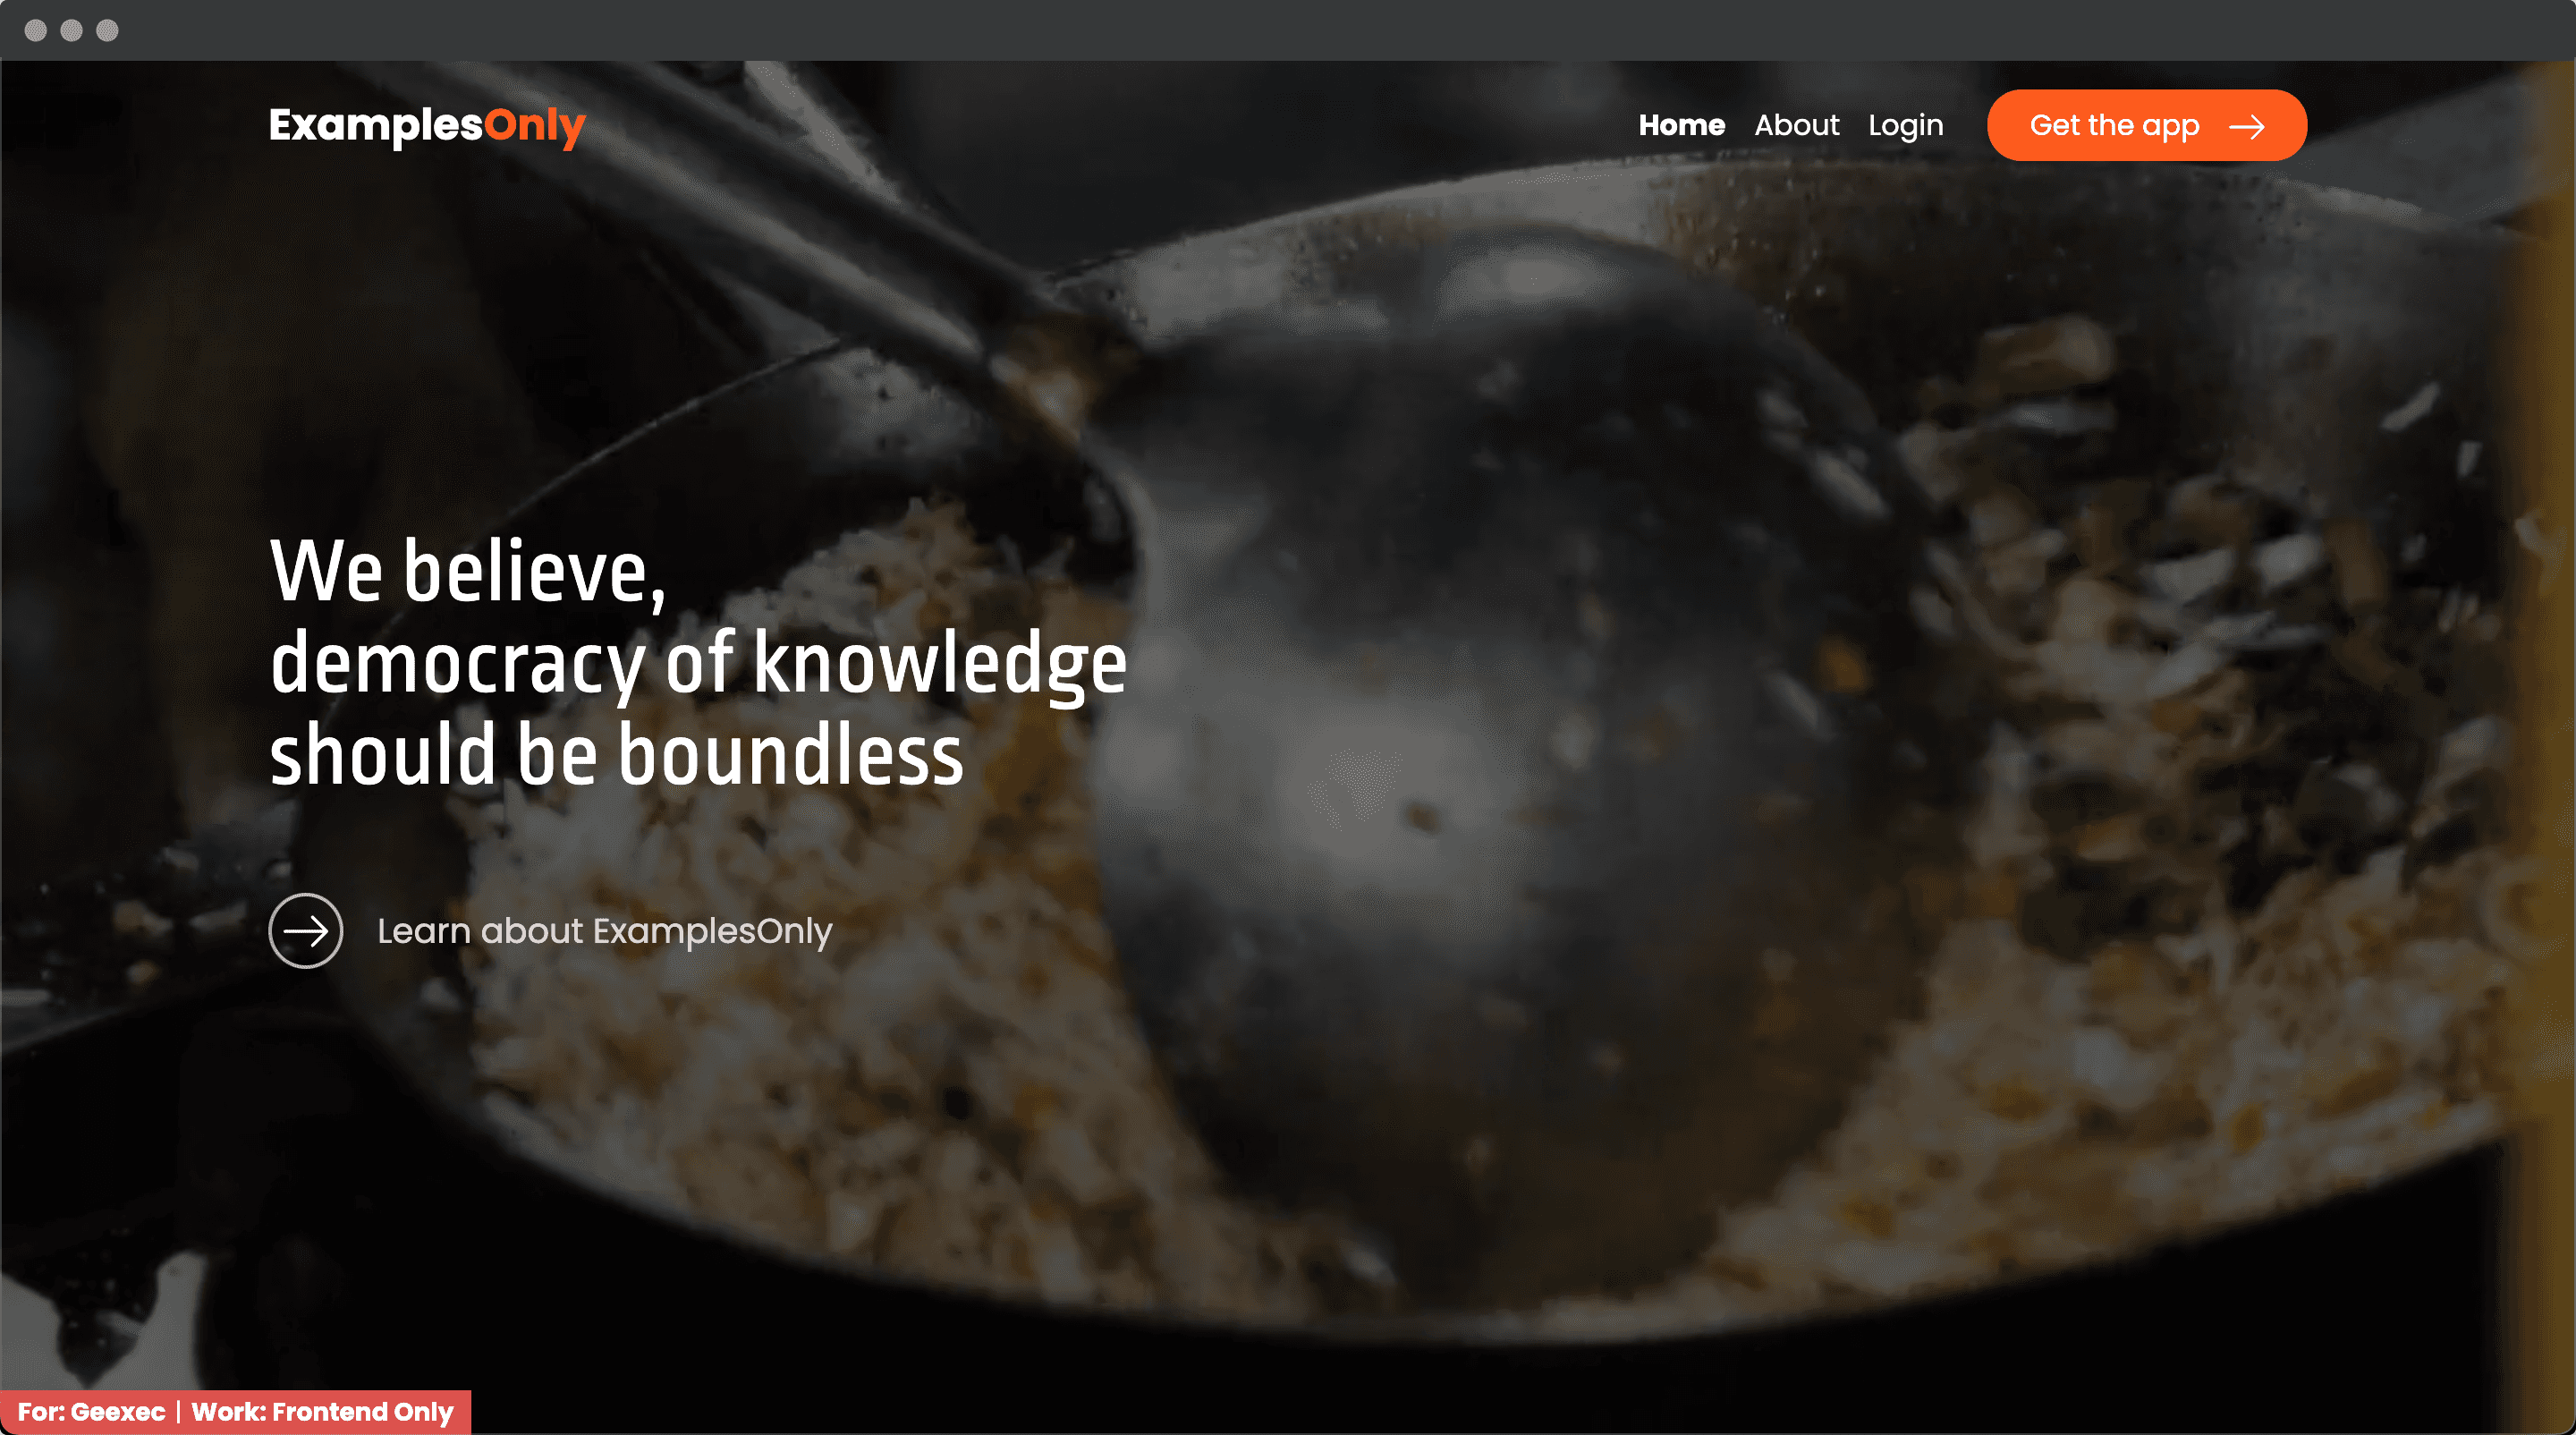 ExamplesOnly
Home About Login Get the app
We believe,
democracy of knowledge
should be boundless
Learn about ExamplesOnly
For: Geexec | Work: Frontend Only